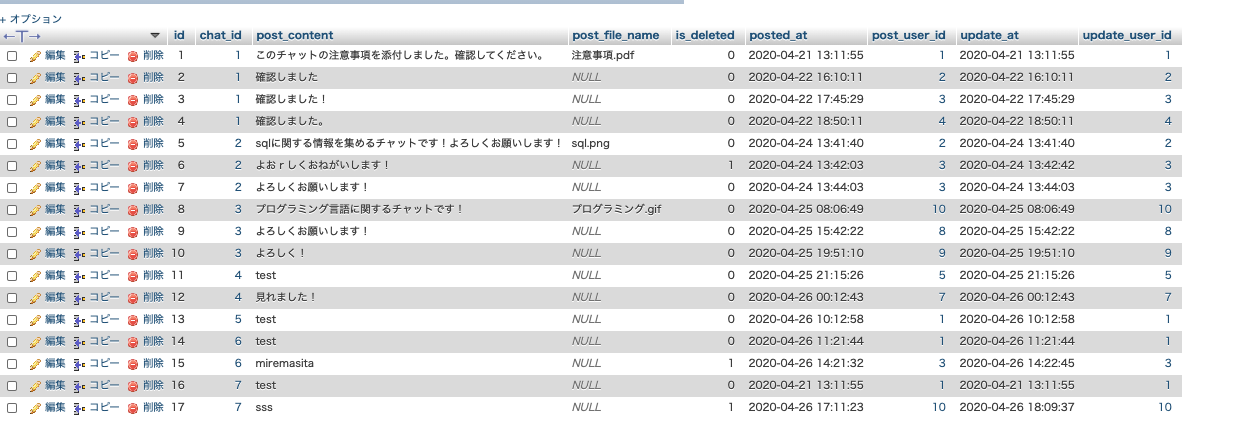 + オプション
←T→ id chat_id post_content post_file_name is_deleted posted_at post_user_id update_at update_user_id
編集 コピー 削除 1 1 このチャットの注意事項を添付しました。確認してください。 注意事項.pdf 0 2020-04-21 13:11:55 1 2020-04-21 13:11:55 1
編集 コピー 削除 2 1 確認しました NULL 0 2020-04-22 16:10:11 2 2020-04-22 16:10:11 2
編集 コピー 削除 3 1 確認しました！ NULL 0 2020-04-22 17:45:29 3 2020-04-22 17:45:29 3
編集 コピー 削除 4 1 確認しました。 NULL 0 2020-04-22 18:50:11 4 2020-04-22 18:50:11 4
編集 コピー 削除 5 2 sqlに関する情報を集めるチャットです！よろしくお願いします！ sql.png 0 2020-04-24 13:41:40 2 2020-04-24 13:41:40 2
編集 コピー 削除 6 2 よおｒしくおねがいします！ NULL 1 2020-04-24 13:42:03 3 2020-04-24 13:42:42 3
編集 コピー 削除 7 2 よろしくお願いします！ NULL 0 2020-04-24 13:44:03 3 2020-04-24 13:44:03 3
編集 コピー 削除 8 3 プログラミング言語に関するチャットです！ プログラミング.gif 0 2020-04-25 08:06:49 10 2020-04-25 08:06:49 10
編集 コピー 削除 9 3 よろしくお願いします！ NULL 0 2020-04-25 15:42:22 8 2020-04-25 15:42:22 8
編集 コピー 削除 10 3 よろしく！ NULL 0 2020-04-25 19:51:10 9 2020-04-25 19:51:10 9
編集 コピー 削除 11 4 test NULL 0 2020-04-25 21:15:26 5 2020-04-25 21:15:26 5
編集 コピー 削除 12 4 見れました！ NULL 0 2020-04-26 00:12:43 7 2020-04-26 00:12:43 7
編集 コピー 削除 13 5 test NULL 0 2020-04-26 10:12:58 1 2020-04-26 10:12:58 1
編集 コピー 削除 14 6 test NULL 0 2020-04-26 11:21:44 1 2020-04-26 11:21:44 1
編集 コピー 削除 15 6 miremasita NULL 1 2020-04-26 14:21:32 3 2020-04-26 14:22:45 3
編集 コピー 削除 16 7 test NULL 0 2020-04-21 13:11:55 1 2020-04-21 13:11:55 1
編集 コピー 削除 17 7 sss NULL 1 2020-04-26 17:11:23 10 2020-04-26 18:09:37 10